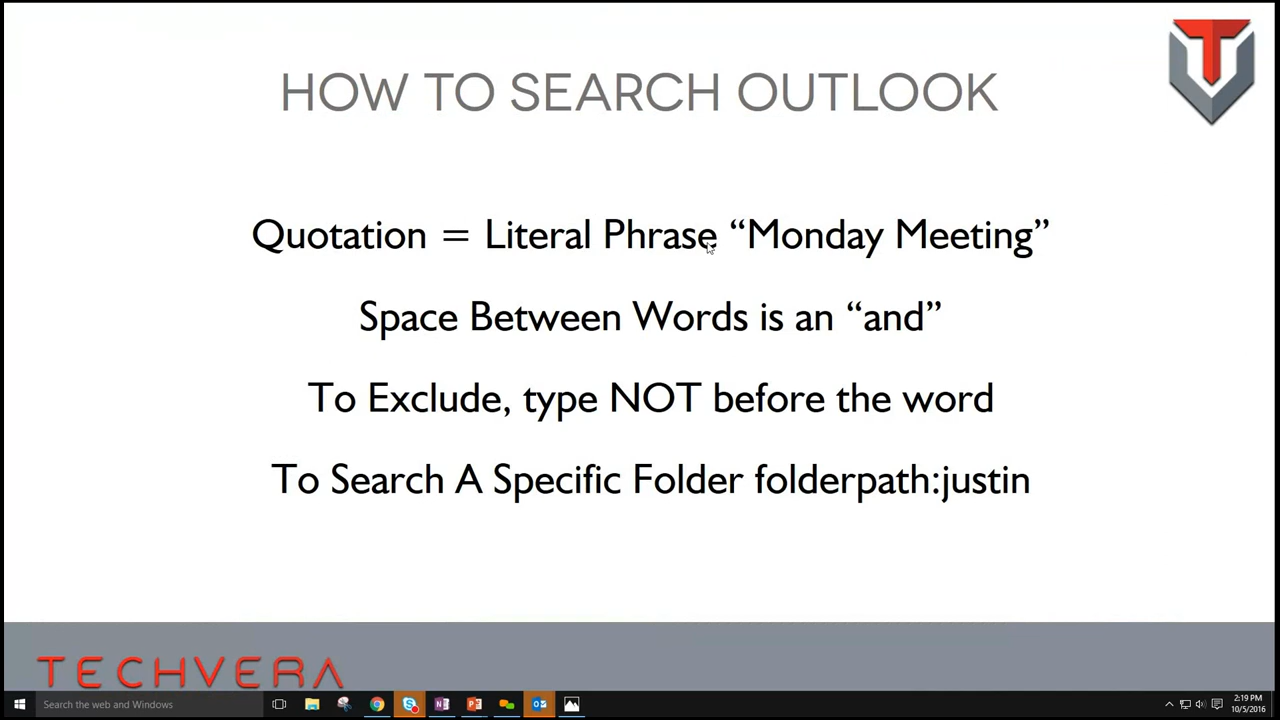 HOW TO SEARCH OUTLOOK
Quotation = Literal Phrase “Monday Meeting”
Space Between Words is an “and”
To Exclude, type NOT before the word
To Search A Specific Folder folderpath:justin
TECHVERA
Search the web and Windows
2:19 PM
10/5/2016